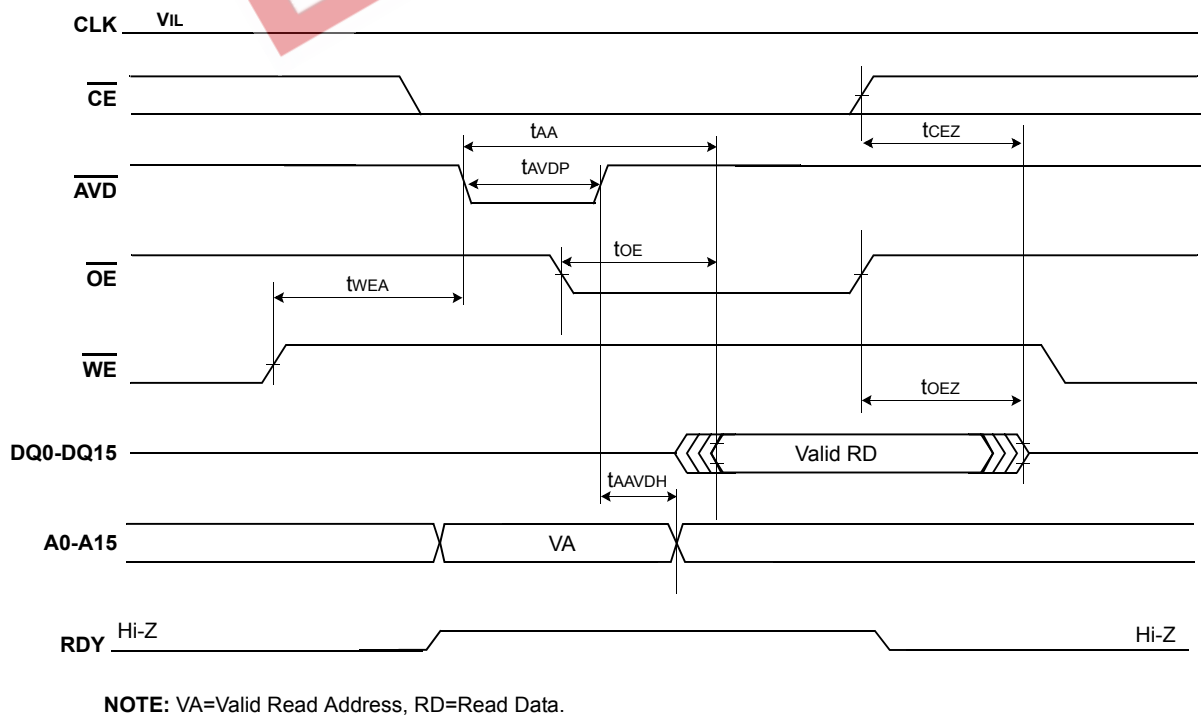 CLK VIL
CE
tAA tCEZ
AVD tAVDP
OE tOE
tWEA
WE
tOEZ
DQ0-DQ15 Valid RD
tAAVDH
A0-A15 VA
RDY Hi-Z Hi-Z
NOTE: VA=Valid Read Address, RD=Read Data.